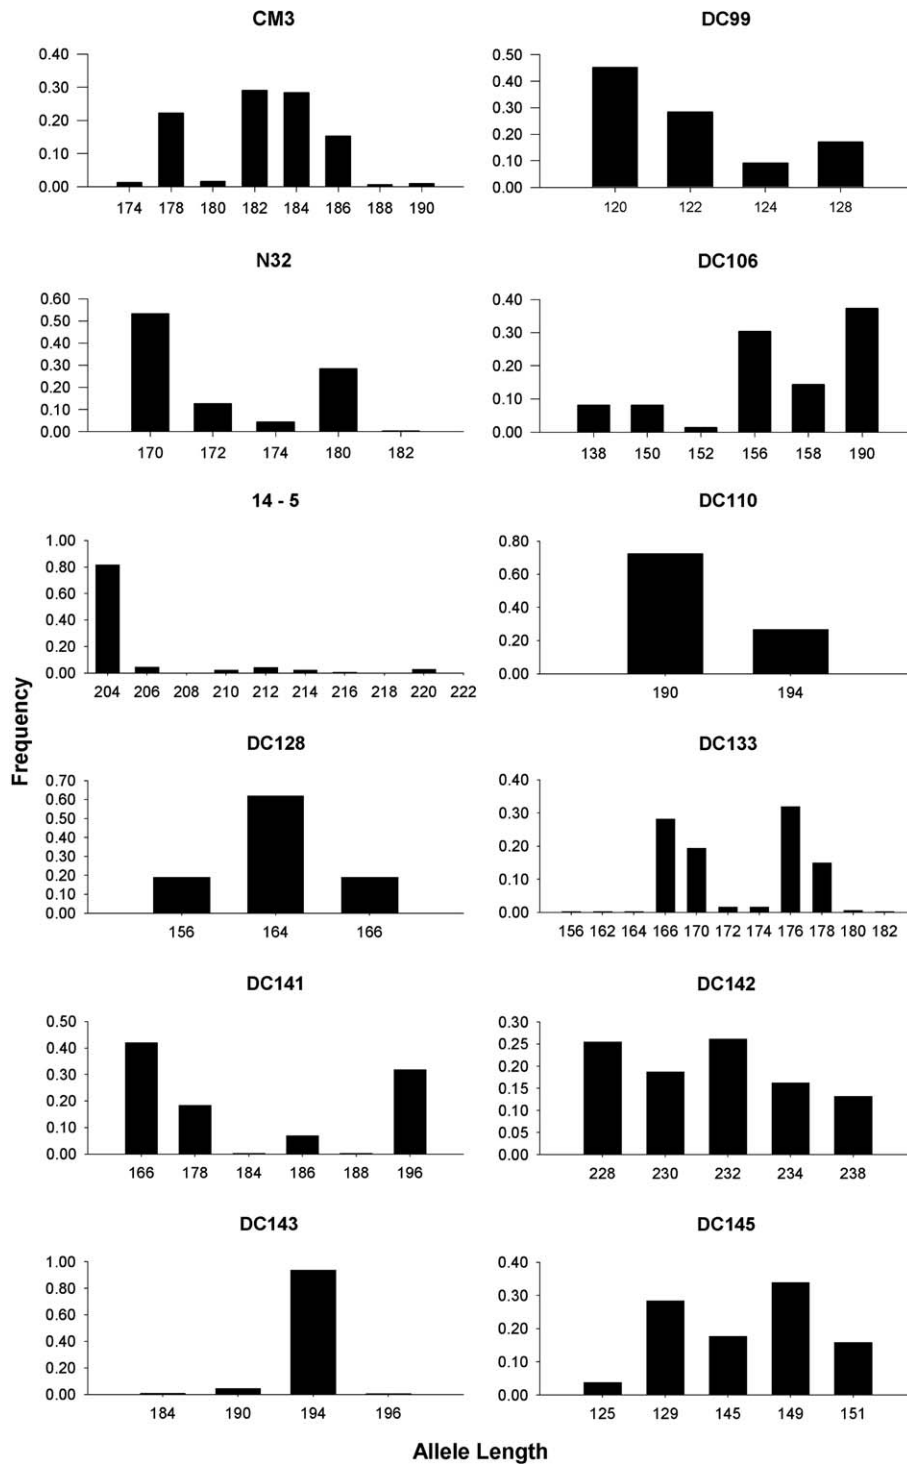 CM3
0.40
0.30
0.20
0.10
0.00
174 178 180 182 184 186 188 190
DC99
0.50
0.40
0.30
0.20
0.10
0.00
120 122 124 128
N32
0.60
0.50
0.40
0.30
0.20
0.10
0.00
170 172 174 180 182
DC106
0.40
0.30
0.20
0.10
0.00
138 150 152 156 158 190
14 - 5
1.00
0.80
0.60
0.40
0.20
0.00
204 206 208 210 212 214 216 218 220 222
DC110
0.80
0.60
0.40
0.20
0.00
190 194
Frequency
DC128
0.70
0.60
0.50
0.40
0.30
0.20
0.10
0.00
156 164 166
DC133
0.40
0.30
0.20
0.10
0.00
156 162 164 166 170 172 174 176 178 180 182
DC141
0.50
0.40
0.30
0.20
0.10
0.00
166 178 184 186 188 196
DC142
0.30
0.25
0.20
0.15
0.10
0.05
0.00
228 230 232 234 238
DC143
1.00
0.80
0.60
0.40
0.20
0.00
184 190 194 196
DC145
0.40
0.30
0.20
0.10
0.00
125 129 145 149 151
Allele Length